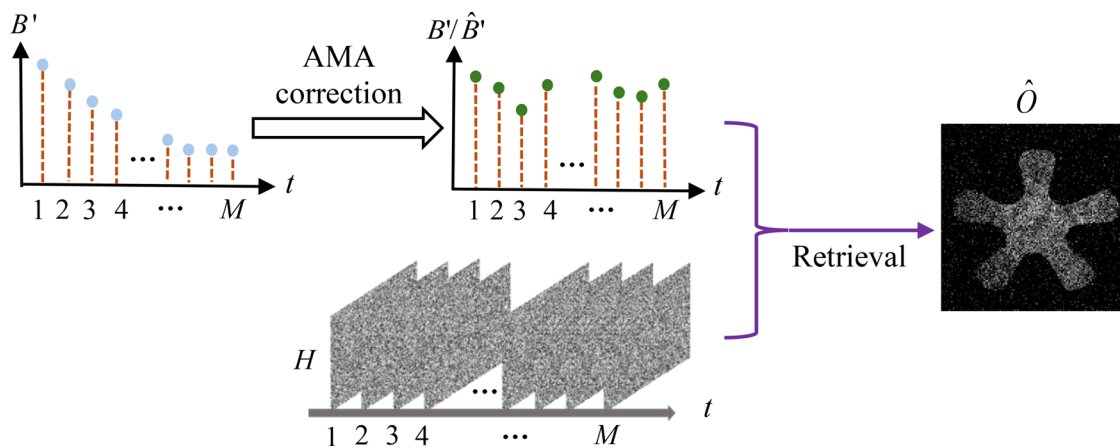 B'
t
1 2 3 4 ... M
AMA
correction
B'/ B̂'
t
1 2 3 4 ... M
...
...
H
t
1 2 3 4 ... M
...
Retrieval
Ô